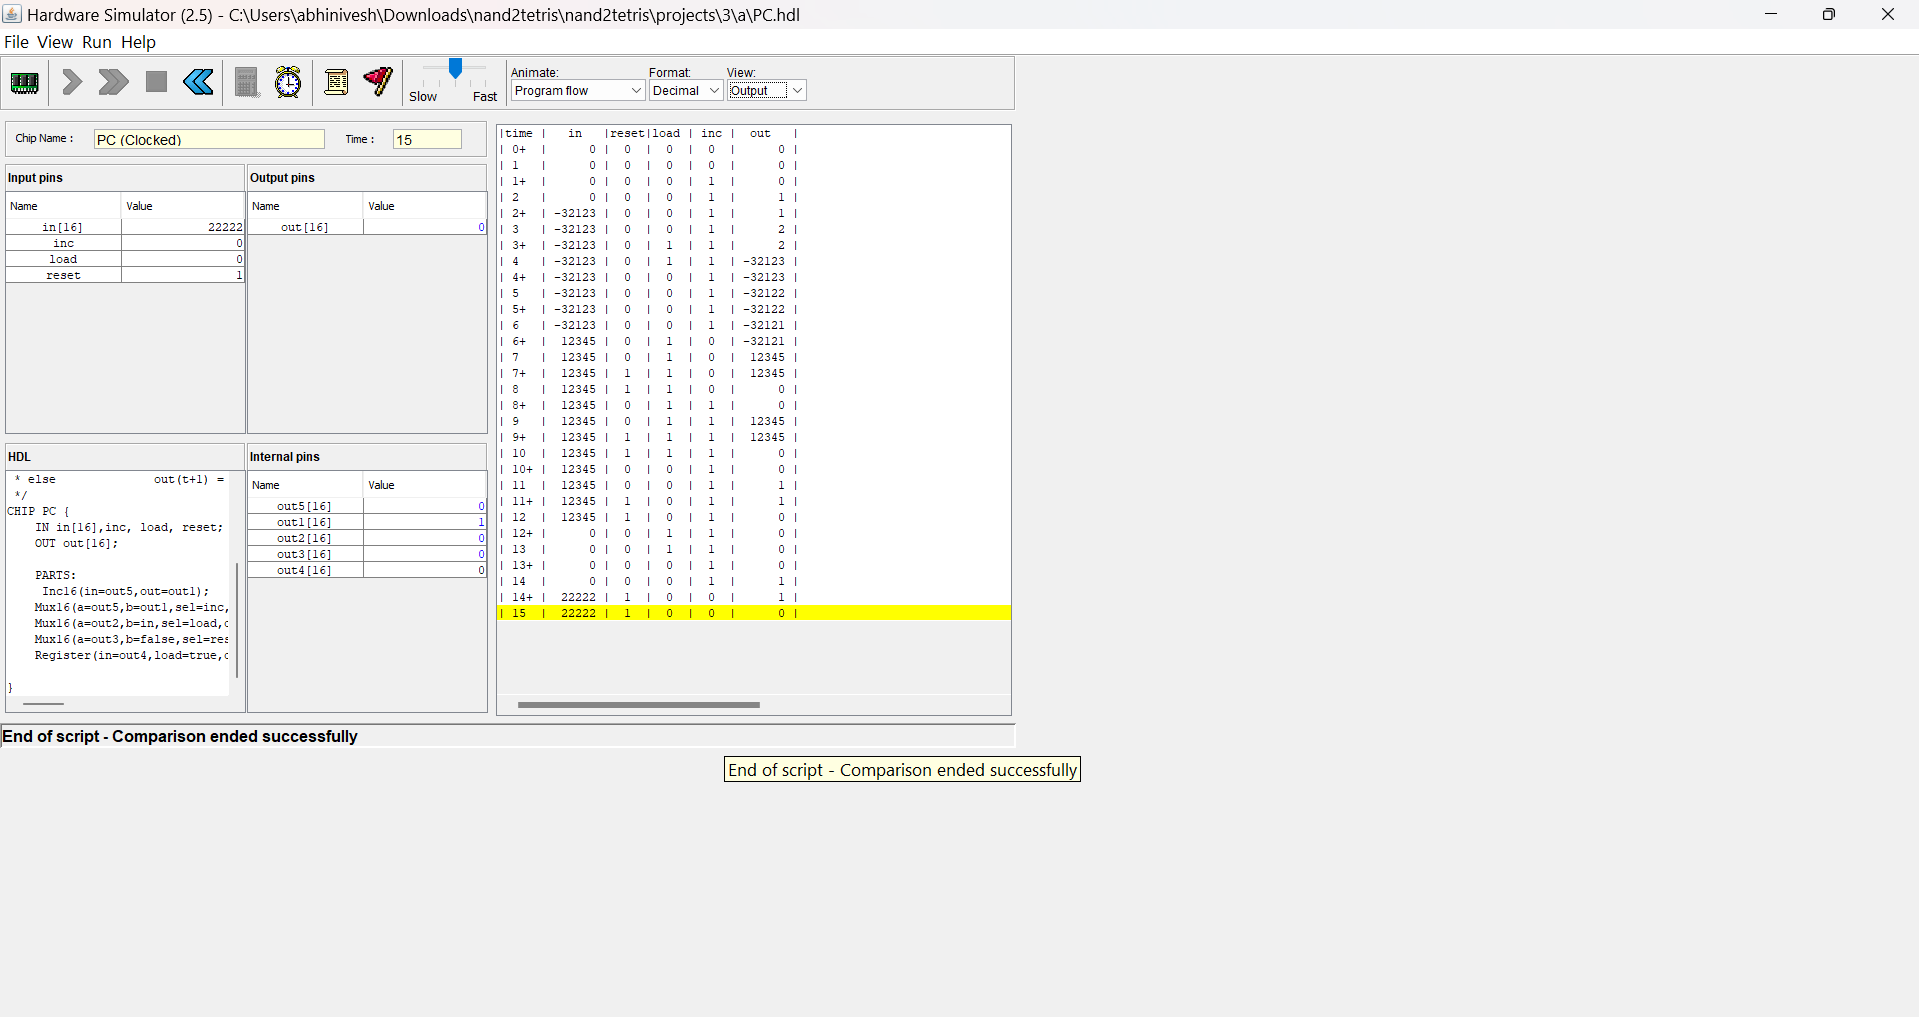 Hardware Simulator (2.5) - C:\Users\abhinivesh\Downloads\nand2tetris\nand2tetris\projects\3\a\PC.hdl
File View Run Help
Slow Fast
Animate: Format: View:
Program flow Decimal Output
Chip Name : PC (Clocked) Time : 15
Input pins
Name Value
in[16] 22222
inc 0
load 0
reset 1
Output pins
Name Value
out[16] 0
HDL
* else out(t+1) =
*/
CHIP PC {
IN in[16],inc, load, reset;
OUT out[16];
PARTS:
Inc16(in=out5,out=out1);
Mux16(a=out5,b=out1,sel=inc,
Mux16(a=out2,b=in,sel=load,
Mux16(a=out3,b=false,sel=res
Register(in=out4,load=true,
}
Internal pins
Name Value
out5[16] 0
out1[16] 1
out2[16] 0
out3[16] 0
out4[16] 0
|time | in |reset|load | inc | out |
| 0+ | 0 | 0 | 0 | 0 | 0 |
| 1 | 0 | 0 | 0 | 0 | 0 |
| 1+ | 0 | 0 | 0 | 1 | 0 |
| 2 | 0 | 0 | 0 | 1 | 1 |
| 2+ | -32123 | 0 | 0 | 1 | 1 |
| 3 | -32123 | 0 | 0 | 1 | 2 |
| 3+ | -32123 | 0 | 1 | 1 | 2 |
| 4 | -32123 | 0 | 1 | 1 | -32123 |
| 4+ | -32123 | 0 | 0 | 1 | -32123 |
| 5 | -32123 | 0 | 0 | 1 | -32122 |
| 5+ | -32123 | 0 | 0 | 1 | -32122 |
| 6 | -32123 | 0 | 0 | 1 | -32121 |
| 6+ | 12345 | 0 | 1 | 0 | -32121 |
| 7 | 12345 | 0 | 1 | 0 | 12345 |
| 7+ | 12345 | 1 | 1 | 0 | 12345 |
| 8 | 12345 | 1 | 1 | 0 | 0 |
| 8+ | 12345 | 0 | 1 | 1 | 0 |
| 9 | 12345 | 0 | 1 | 1 | 12345 |
| 9+ | 12345 | 1 | 1 | 1 | 12345 |
| 10 | 12345 | 1 | 1 | 1 | 0 |
| 10+ | 12345 | 0 | 0 | 1 | 0 |
| 11 | 12345 | 0 | 0 | 1 | 1 |
| 11+ | 12345 | 1 | 0 | 1 | 1 |
| 12 | 12345 | 1 | 0 | 1 | 0 |
| 12+ | 0 | 0 | 1 | 1 | 0 |
| 13 | 0 | 0 | 1 | 1 | 0 |
| 13+ | 0 | 0 | 0 | 1 | 0 |
| 14 | 0 | 0 | 0 | 1 | 1 |
| 14+ | 22222 | 1 | 0 | 0 | 1 |
| 15 | 22222 | 1 | 0 | 0 | 0 |
End of script - Comparison ended successfully
End of script - Comparison ended successfully